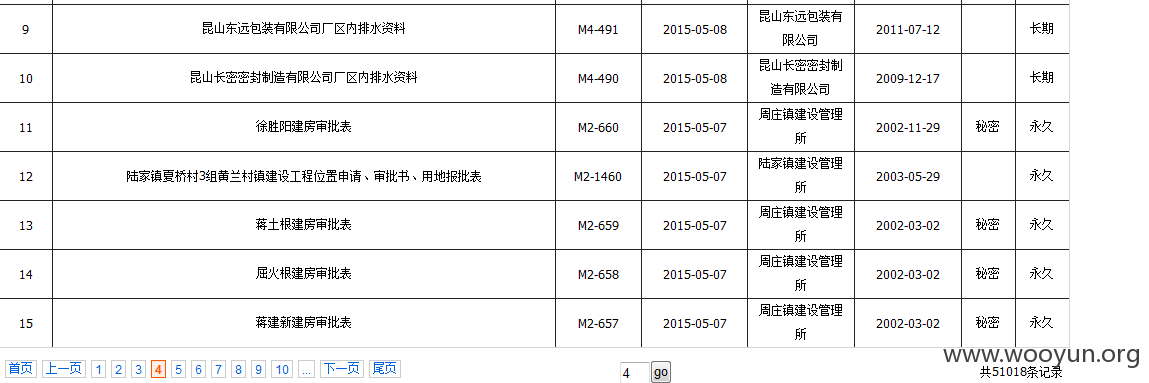 9 昆山东远包装有限公司厂区内排水资料 M4-491 2015-05-08 昆山东远包装有限公司 2011-07-12 长期
10 昆山长密密封制造有限公司厂区内排水资料 M4-490 2015-05-08 昆山长密密封制造有限公司 2009-12-17 长期
11 徐胜阳建房审批表 M2-660 2015-05-07 周庄镇建设管理所 2002-11-29 秘密 永久
12 陆家镇夏桥村3组黄兰村镇建设工程位置申请、审批书、用地报批表 M2-1460 2015-05-07 陆家镇建设管理所 2003-05-29 永久
13 蒋土根建房审批表 M2-659 2015-05-07 周庄镇建设管理所 2002-03-02 秘密 永久
14 屈火根建房审批表 M2-658 2015-05-07 周庄镇建设管理所 2002-03-02 秘密 永久
15 蒋建新建房审批表 M2-657 2015-05-07 周庄镇建设管理所 2002-03-02 秘密 永久
首页 上一页 1 2 3 4 5 6 7 8 9 10 ... 下一页 尾页 4 go 共51018条记录
www.wooyun.org